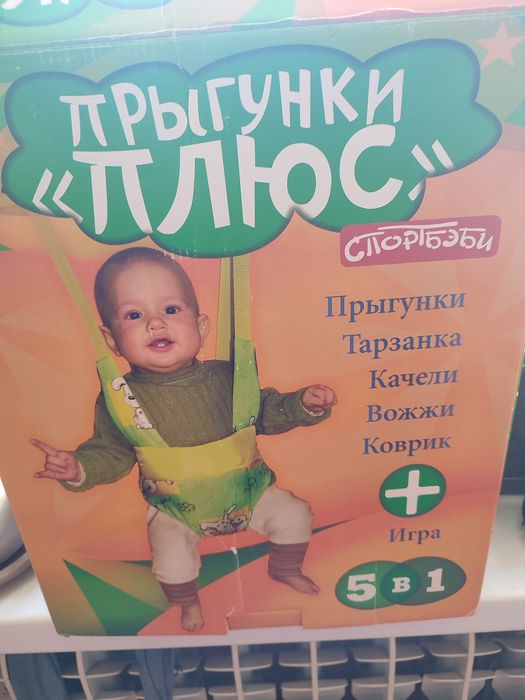 ПРЫГУНКИ
«ПЛЮС»
СПОРТБЭБИ
Прыгунки
Тарзанка
Качели
Вожжи
Коврик
+
Игра
5 в 1